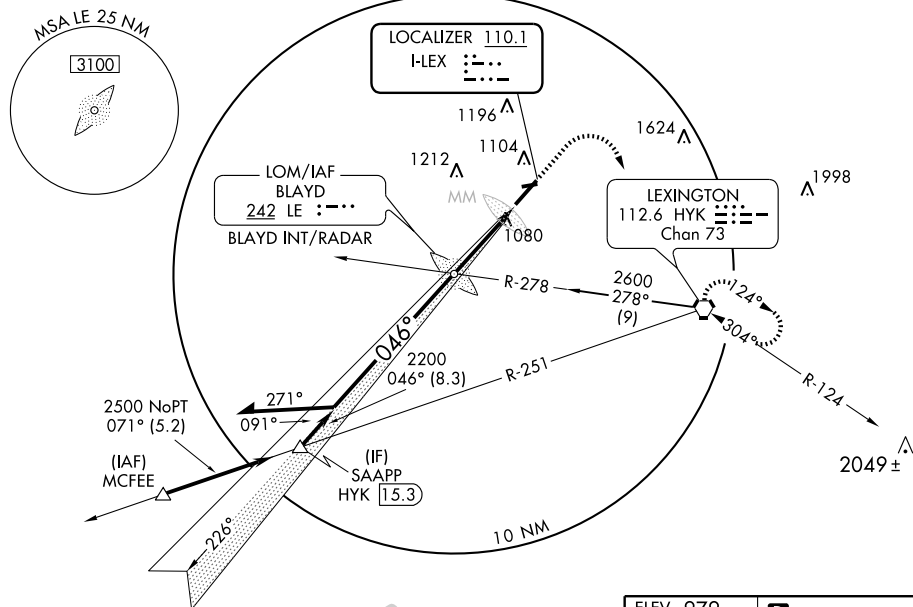 MSA LE 25 NM
3100
LOCALIZER 110.1
I-LEX
1196
1104
1624
1212
1998
LOM/IAF
BLAYD
242 LE
BLAYD INT/RADAR
MM
1080
LEXINGTON
112.6 HYK
Chan 73
R-278
2600
278°
(9)
124°
304°
R-124
046°
2200
046° (8.3)
R-251
271°
091°
2500 NoPT
071° (5.2)
(IAF)
MCFEE
(IF)
SAAPP
HYK 15.3
2049 ±
226°
10 NM
ELEV 979